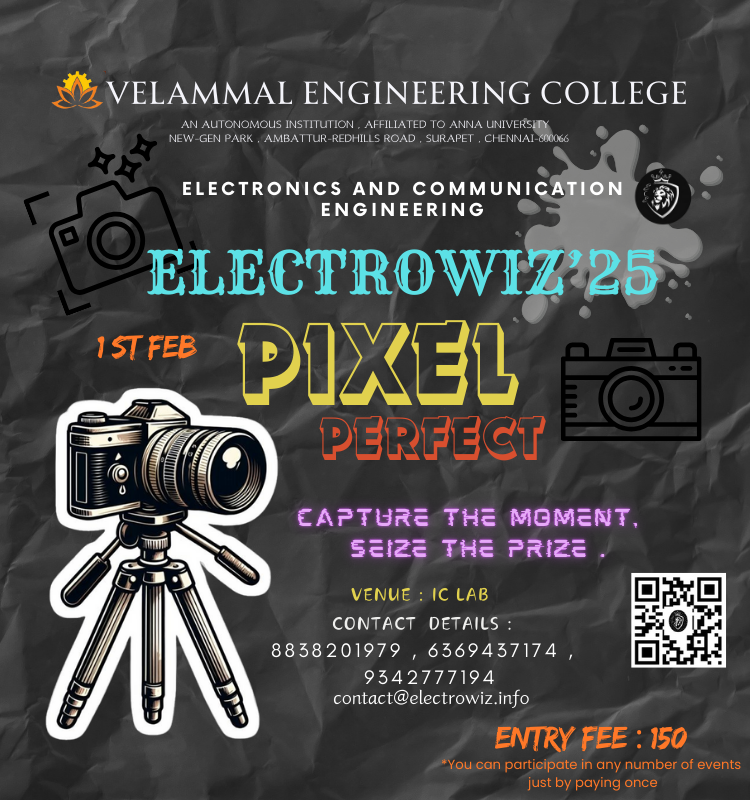 VELAMMAL ENGINEERING COLLEGE
AN AUTONOMOUS INSTITUTION , AFFILIATED TO ANNA UNIVERSITY
NEW-GEN PARK , AMBATTUR-REDHILLS ROAD , SURAPET , CHENNAI-600066
ELECTRONICS AND COMMUNICATION
ENGINEERING
ELECTROWIZ'25
1 ST FEB
PIXEL
PERFECT
CAPTURE THE MOMENT,
SEIZE THE PRIZE .
VENUE : IC LAB
CONTACT DETAILS :
8838201979 , 6369437174 ,
9342777194
contact@electrowiz.info
ENTRY FEE : 150
*You can participate in any number of events
just by paying once